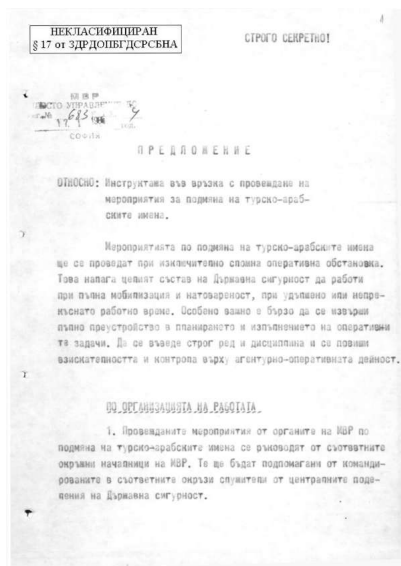 НЕКЛАСИФИЦИРАН
§ 17 от ЗДРДОПБГДСРСБНА
СТРОГО СЕКРЕТНО!
СОФИЯ
ПРЕДЛОЖЕНИЕ
ОТНОСНО: Инструктажа във връзка с провеждане на
мероприятия за подмяна на турско-араб-
ските имена.
Мероприятията по подмяна на турско-арабските имена
ще се проведат при изключително сложна оперативна обстановка.
Това налага целият състав на Държавна сигурност да работи
при пълна мобилизация и натовареност, при удължено или непре-
къснато работно време. Особено важно е бързо да се извърши
пълно преустройство в планирането и изпълнението на оперативни
те задачи. Да се въведе строг ред и дисциплина и се повиши
взискателността и контрола върху агентурно-оперативната дейност.
ПО ОРГАНИЗАЦИЯТА НА РАБОТАТА
1. Провежданите мероприятия от органите на МВР по
подмяна на турско-арабските имена се ръководят от съответните
окръжни началници на МВР. Те ще бъдат подпомагани от команди-
рованите в съответните окръзи служители от централните поде-
ления на Държавна сигурност.